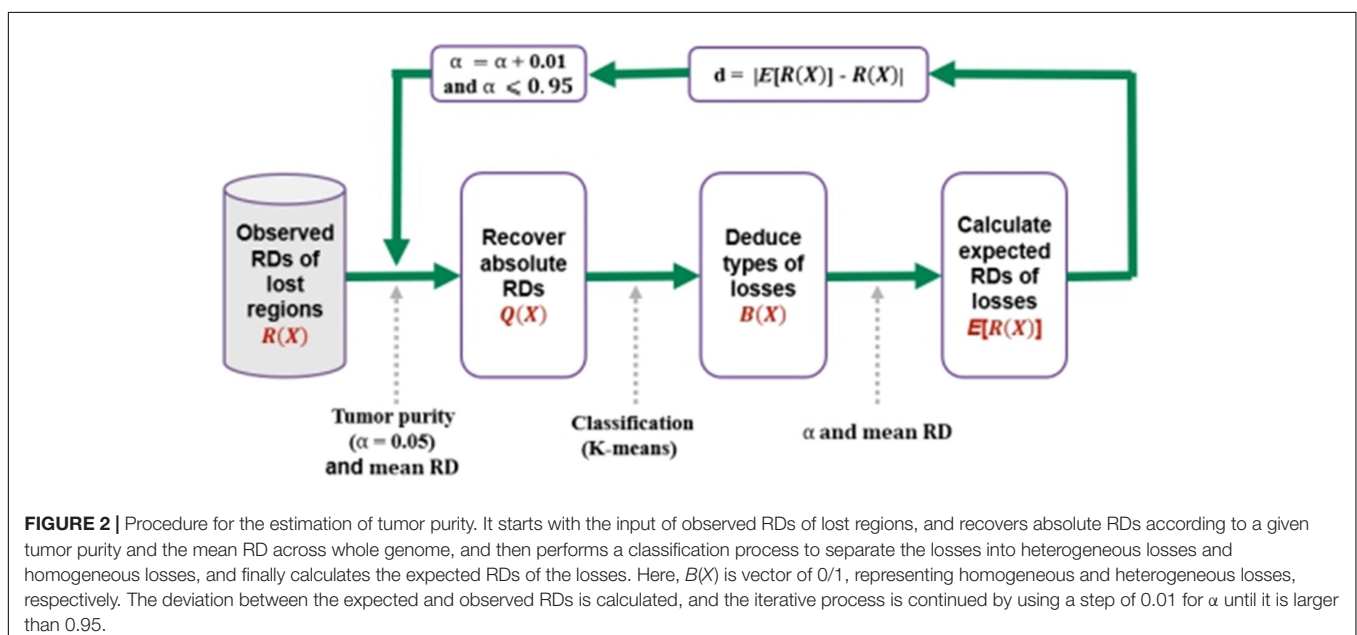 α = α + 0.01
and α ⩽ 0.95
d = |E[R(X)] - R(X)|
Observed
RDs of
lost
regions
R(X)
Recover
absolute
RDs
Q(X)
Deduce
types of
losses
B(X)
Calculate
expected
RDs of
losses
E[R(X)]
Tumor purity
(α = 0.05)
and mean RD
Classification
(K-means)
α and mean RD
FIGURE 2 | Procedure for the estimation of tumor purity. It starts with the input of observed RDs of lost regions, and recovers absolute RDs according to a given
tumor purity and the mean RD across whole genome, and then performs a classification process to separate the losses into heterogeneous losses and
homogeneous losses, and finally calculates the expected RDs of the losses. Here, B(X) is vector of 0/1, representing homogeneous and heterogeneous losses,
respectively. The deviation between the expected and observed RDs is calculated, and the iterative process is continued by using a step of 0.01 for α until it is larger
than 0.95.